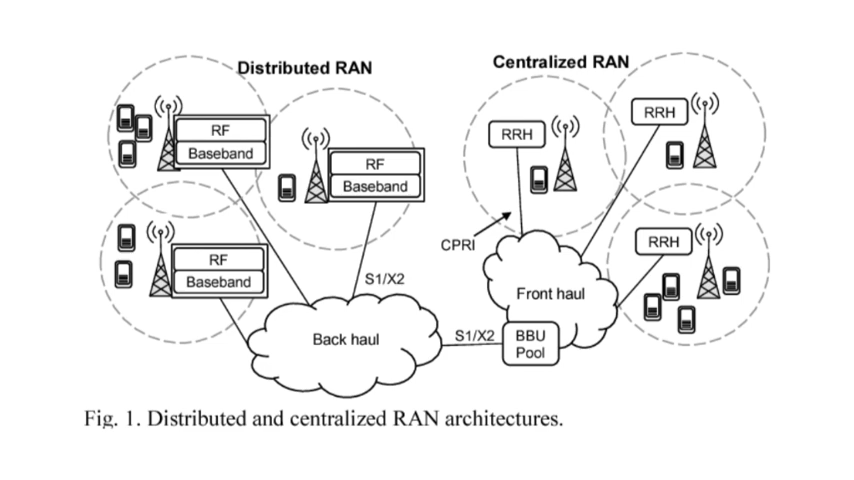 Distributed RAN
Centralized RAN
RF
Baseband
RF
Baseband
RF
Baseband
RRH
RRH
RRH
CPRI
S1/X2
Front haul
Back haul
S1/X2
BBU
Pool
Fig. 1. Distributed and centralized RAN architectures.